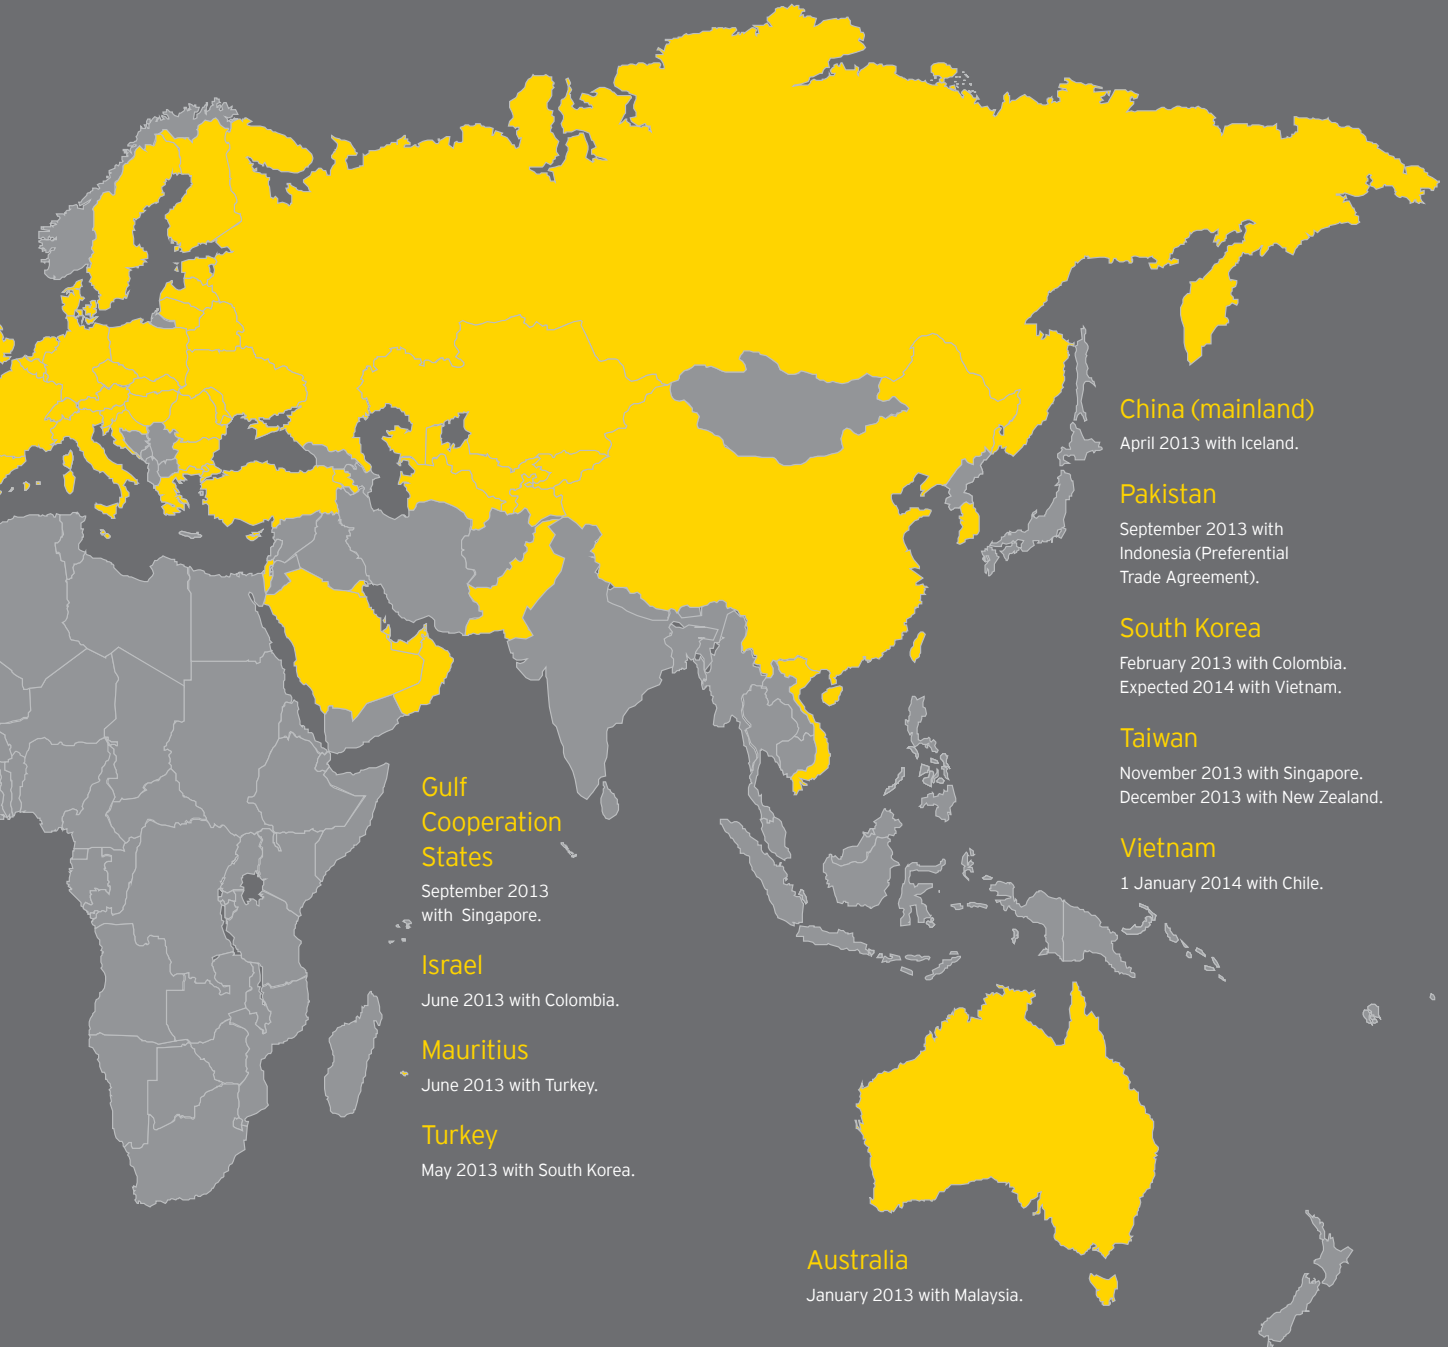 China (mainland)
April 2013 with Iceland.
Pakistan
September 2013 with
Indonesia (Preferential
Trade Agreement).
South Korea
February 2013 with Colombia.
Expected 2014 with Vietnam.
Taiwan
November 2013 with Singapore.
December 2013 with New Zealand.
Vietnam
1 January 2014 with Chile.
Gulf
Cooperation
States
September 2013
with Singapore.
Israel
June 2013 with Colombia.
Mauritius
June 2013 with Turkey.
Turkey
May 2013 with South Korea.
Australia
January 2013 with Malaysia.